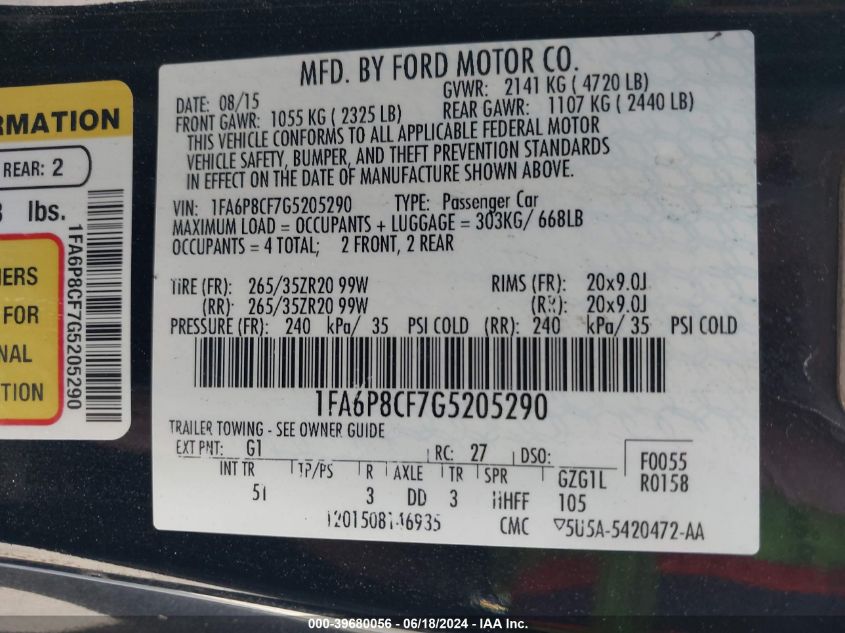 MFD. BY FORD MOTOR CO.
DATE: 08/15 GVWR: 2141 KG ( 4720 LB)
FRONT GAWR: 1055 KG ( 2325 LB) REAR GAWR: 1107 KG ( 2440 LB)
THIS VEHICLE CONFORMS TO ALL APPLICABLE FEDERAL MOTOR
VEHICLE SAFETY, BUMPER, AND THEFT PREVENTION STANDARDS
IN EFFECT ON THE DATE OF MANUFACTURE SHOWN ABOVE.
VIN: 1FA6P8CF7G5205290 TYPE: Passenger Car
MAXIMUM LOAD = OCCUPANTS + LUGGAGE = 303KG/ 668LB
OCCUPANTS = 4 TOTAL; 2 FRONT, 2 REAR
TIRE (FR): 265/35ZR20 99W RIMS (FR): 20x9.0J
(RR): 265/35ZR20 99W (RR): 20x9.0J
PRESSURE (FR): 240 kPa/ 35 PSI COLD (RR): 240 kPa/ 35 PSI COLD
1FA6P8CF7G5205290
TRAILER TOWING - SEE OWNER GUIDE
EXT PNT: G1 RC: 27 DSO: F0055
INT TR TP/PS R AXLE TR SPR GZG1L R0158
3 DD 3 HHFF 105
CMC 5U5A-5420472-AA
RMATION
REAR: 2
lbs.
1FA6P8CF7G5205290
NERS
FOR
NAL
TION
000-39680056 - 06/18/2024 - IAA Inc.